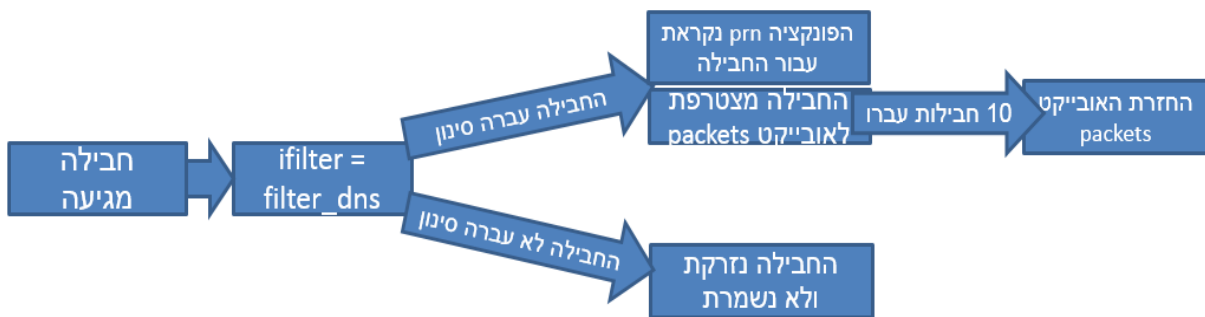 חבילה
מגיעה
ifilter =
filter_dns
החבילה עברה סינון
הפונקציה prn נקראת
עבור החבילה
החבילה מצטרפת
לאובייקט packets
10 חבילות עברו
החזרת האובייקט
packets
החבילה לא עברה סינון
החבילה נזרקת
ולא נשמרת